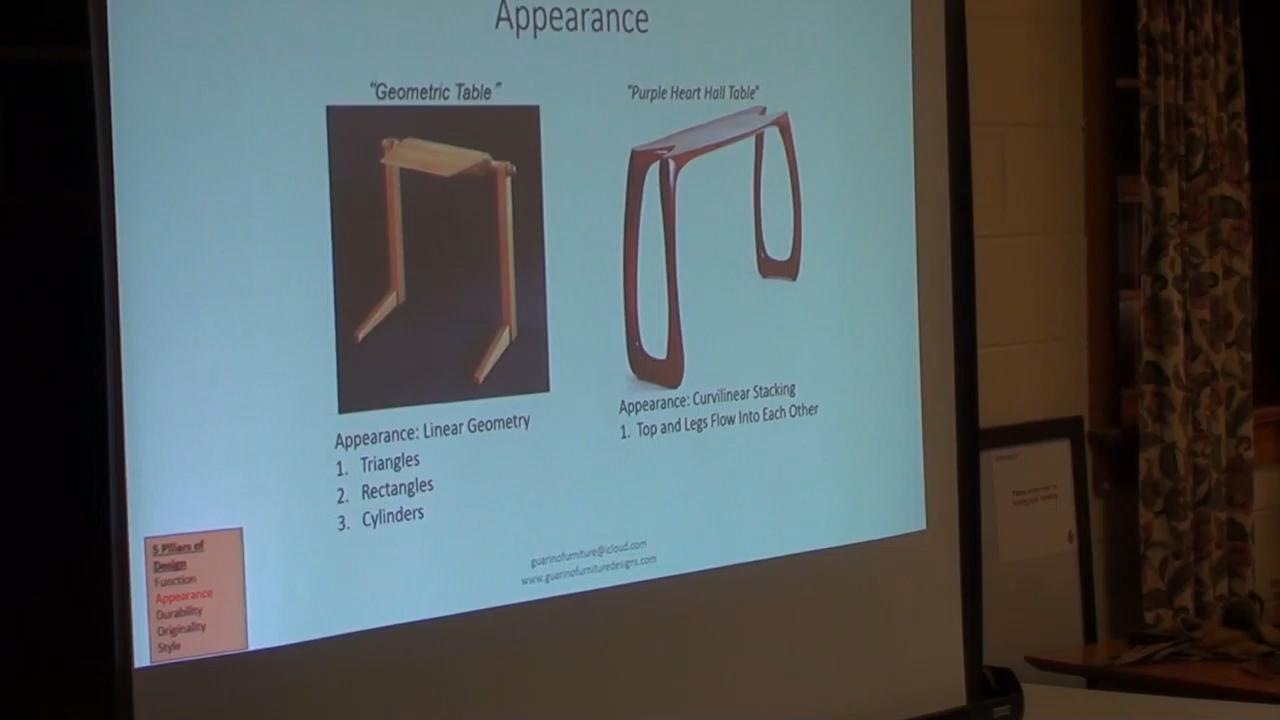 Appearance
"Geometric Table"
"Purple Heart Hall Table"
Appearance: Linear Geometry
1. Triangles
2. Rectangles
3. Cylinders
Appearance: Curvilinear Stacking
1. Top and Legs Flow Into Each Other
5 Pillars of
Design
Function
Appearance
Durability
Originality
Style
guarinofurniture@icloud.com
www.guarinofurnituredesigns.com